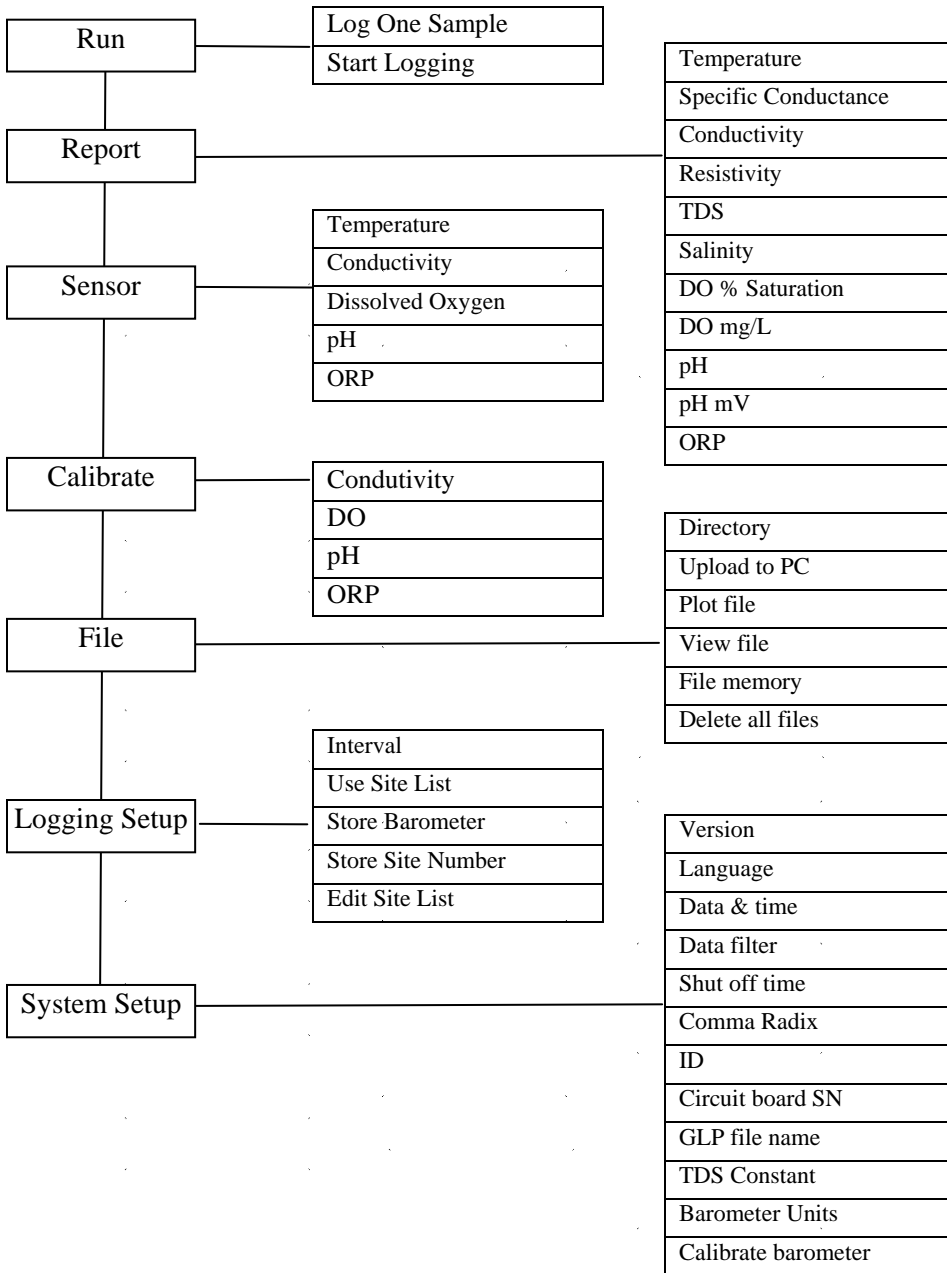 Run
Log One Sample
Start Logging
Report
Temperature
Specific Conductance
Conductivity
Resistivity
TDS
Salinity
DO % Saturation
DO mg/L
pH
pH mV
ORP
Sensor
Temperature
Conductivity
Dissolved Oxygen
pH
ORP
Calibrate
Condutivity
DO
pH
ORP
File
Directory
Upload to PC
Plot file
View file
File memory
Delete all files
Logging Setup
Interval
Use Site List
Store Barometer
Store Site Number
Edit Site List
System Setup
Version
Language
Data & time
Data filter
Shut off time
Comma Radix
ID
Circuit board SN
GLP file name
TDS Constant
Barometer Units
Calibrate barometer